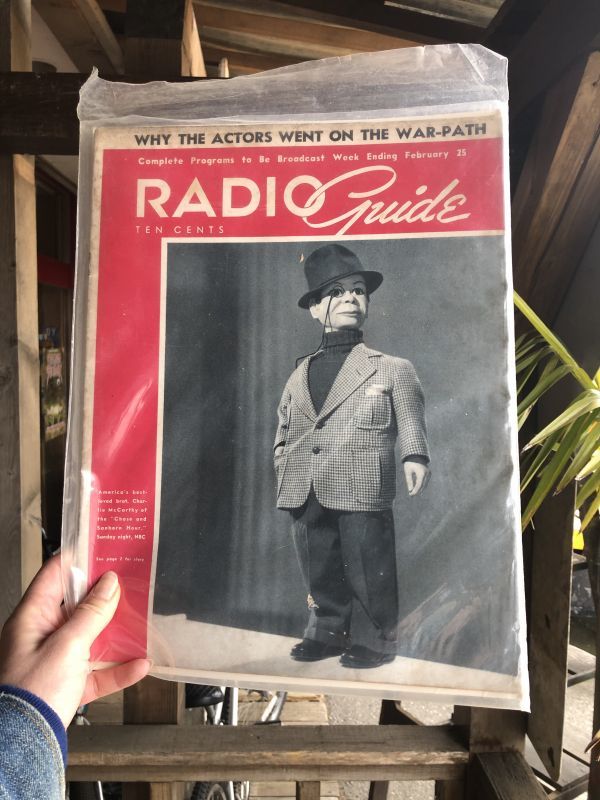 WHY THE ACTORS WENT ON THE WAR-PATH
Complete Programs to Be Broadcast Week Ending February 25
RADIO Guide
TEN CENTS
America's best-
loved brat, Char-
lie McCarthy of
the "Chase and
Sanborn Hour,"
Sunday night, NBC
See page 2 for story